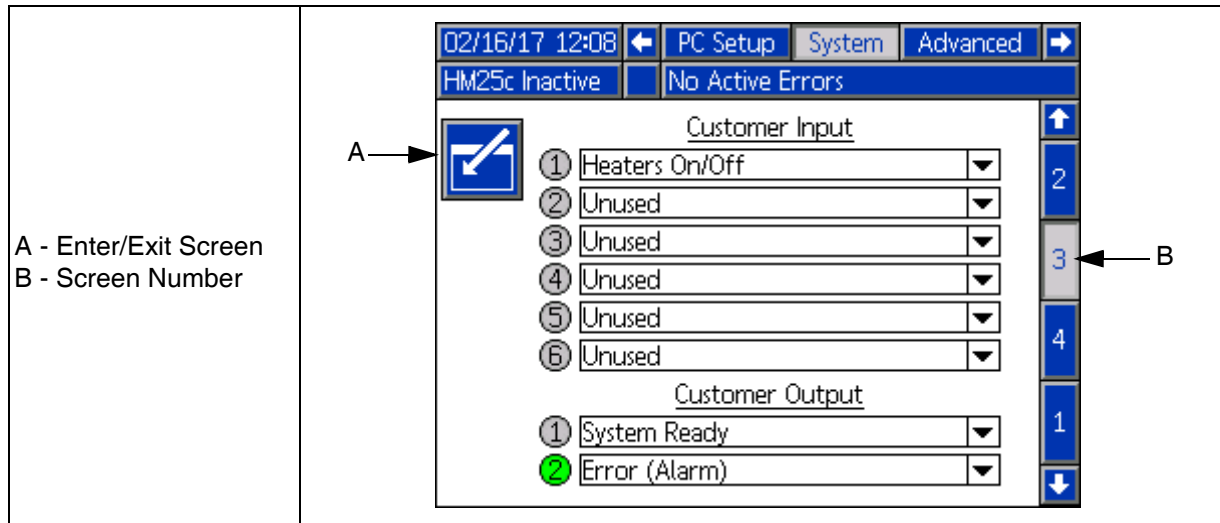 A - Enter/Exit Screen
B - Screen Number
02/16/17 12:08 PC Setup System Advanced
HM25c Inactive No Active Errors
A
Customer Input
1 Heaters On/Off
2 Unused
3 Unused
4 Unused
5 Unused
6 Unused
Customer Output
1 System Ready
2 Error (Alarm)
2
3
4
1
B